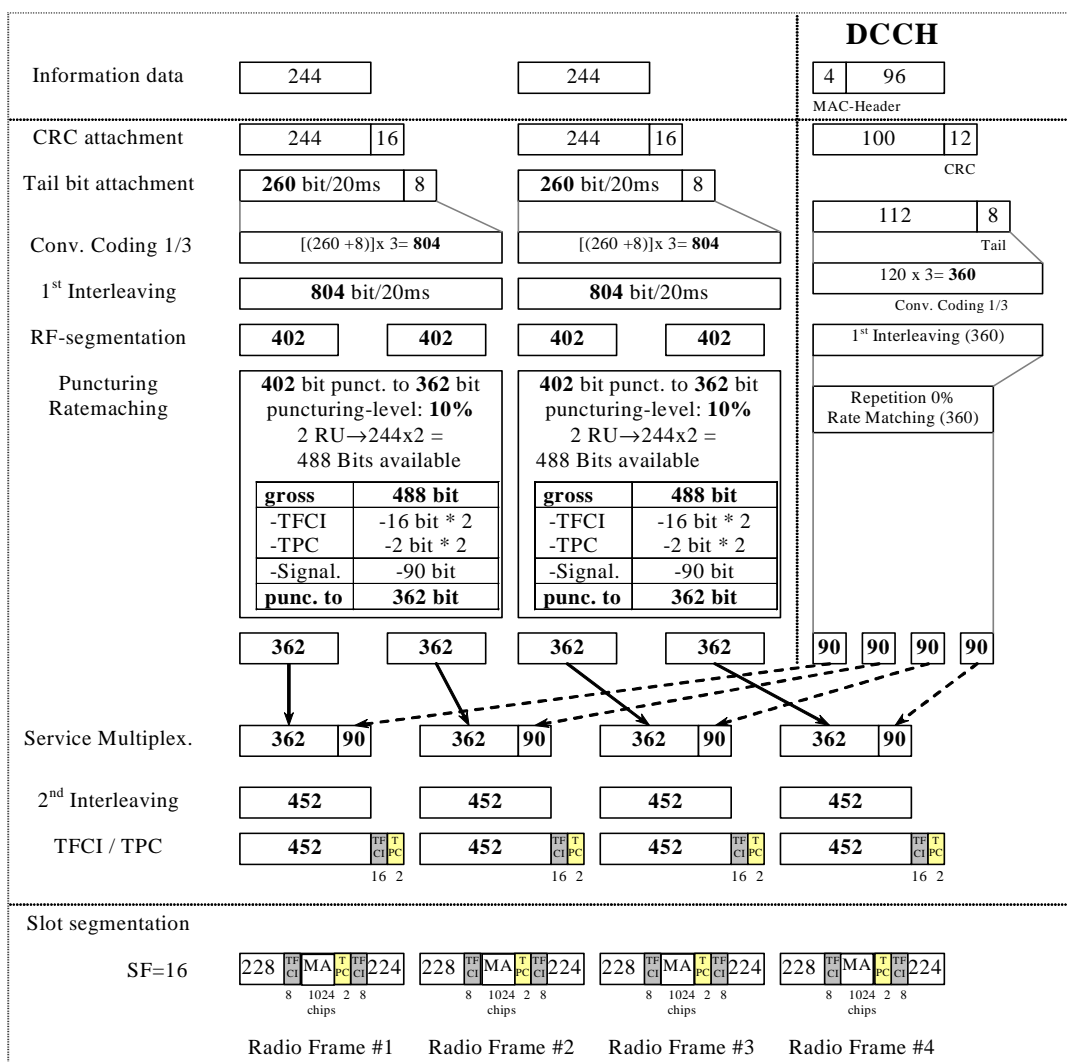 DCCH
Information data
244
244
4 96
MAC-Header
CRC attachment
244 16
244 16
100 12
CRC
Tail bit attachment
260 bit/20ms 8
260 bit/20ms 8
112 8
Tail
Conv. Coding 1/3
[(260 +8)]x 3= 804
[(260 +8)]x 3= 804
120 x 3= 360
Conv. Coding 1/3
1st Interleaving
804 bit/20ms
804 bit/20ms
1st Interleaving (360)
RF-segmentation
402 402 402 402
Puncturing
Ratemaching
402 bit punct. to 362 bit
puncturing-level: 10%
2 RU→244x2 =
488 Bits available
gross 488 bit
-TFCI -16 bit * 2
-TPC -2 bit * 2
-Signal. -90 bit
punc. to 362 bit
402 bit punct. to 362 bit
puncturing-level: 10%
2 RU→244x2 =
488 Bits available
gross 488 bit
-TFCI -16 bit * 2
-TPC -2 bit * 2
-Signal. -90 bit
punc. to 362 bit
Repetition 0%
Rate Matching (360)
362 362 362 362 90 90 90 90
Service Multiplex.
362 90 362 90 362 90 362 90
2nd Interleaving
452 452 452 452
TFCI / TPC
452 TF CI T PC 452 TF CI T PC 452 TF CI T PC 452 TF CI T PC
16 2 16 2 16 2 16 2
Slot segmentation
SF=16
228 TF CI MA T PC TF CI 224 228 TF CI MA T PC TF CI 224 228 TF CI MA T PC TF CI 224 228 TF CI MA T PC TF CI 224
8 1024 2 8 8 1024 2 8 8 1024 2 8 8 1024 2 8
chips chips chips chips
Radio Frame #1 Radio Frame #2 Radio Frame #3 Radio Frame #4